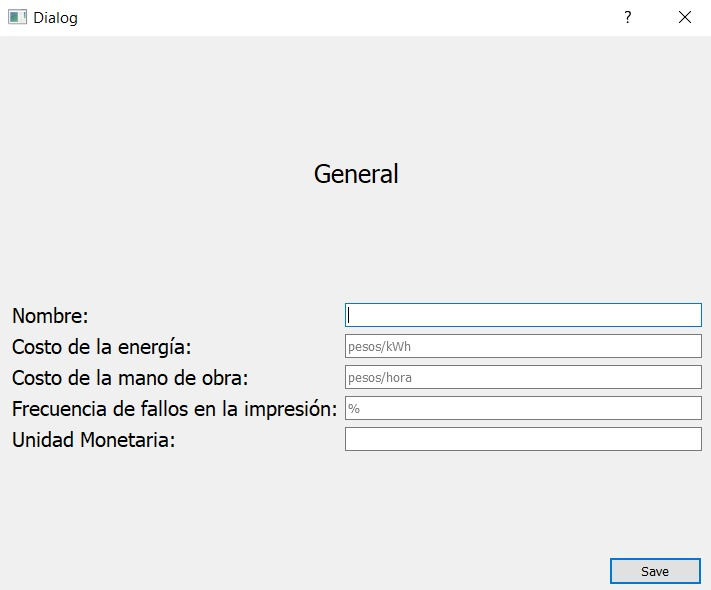 Dialog ?
General
Nombre:
Costo de la energía: pesos/kWh
Costo de la mano de obra: pesos/hora
Frecuencia de fallos en la impresión: %
Unidad Monetaria:
Save